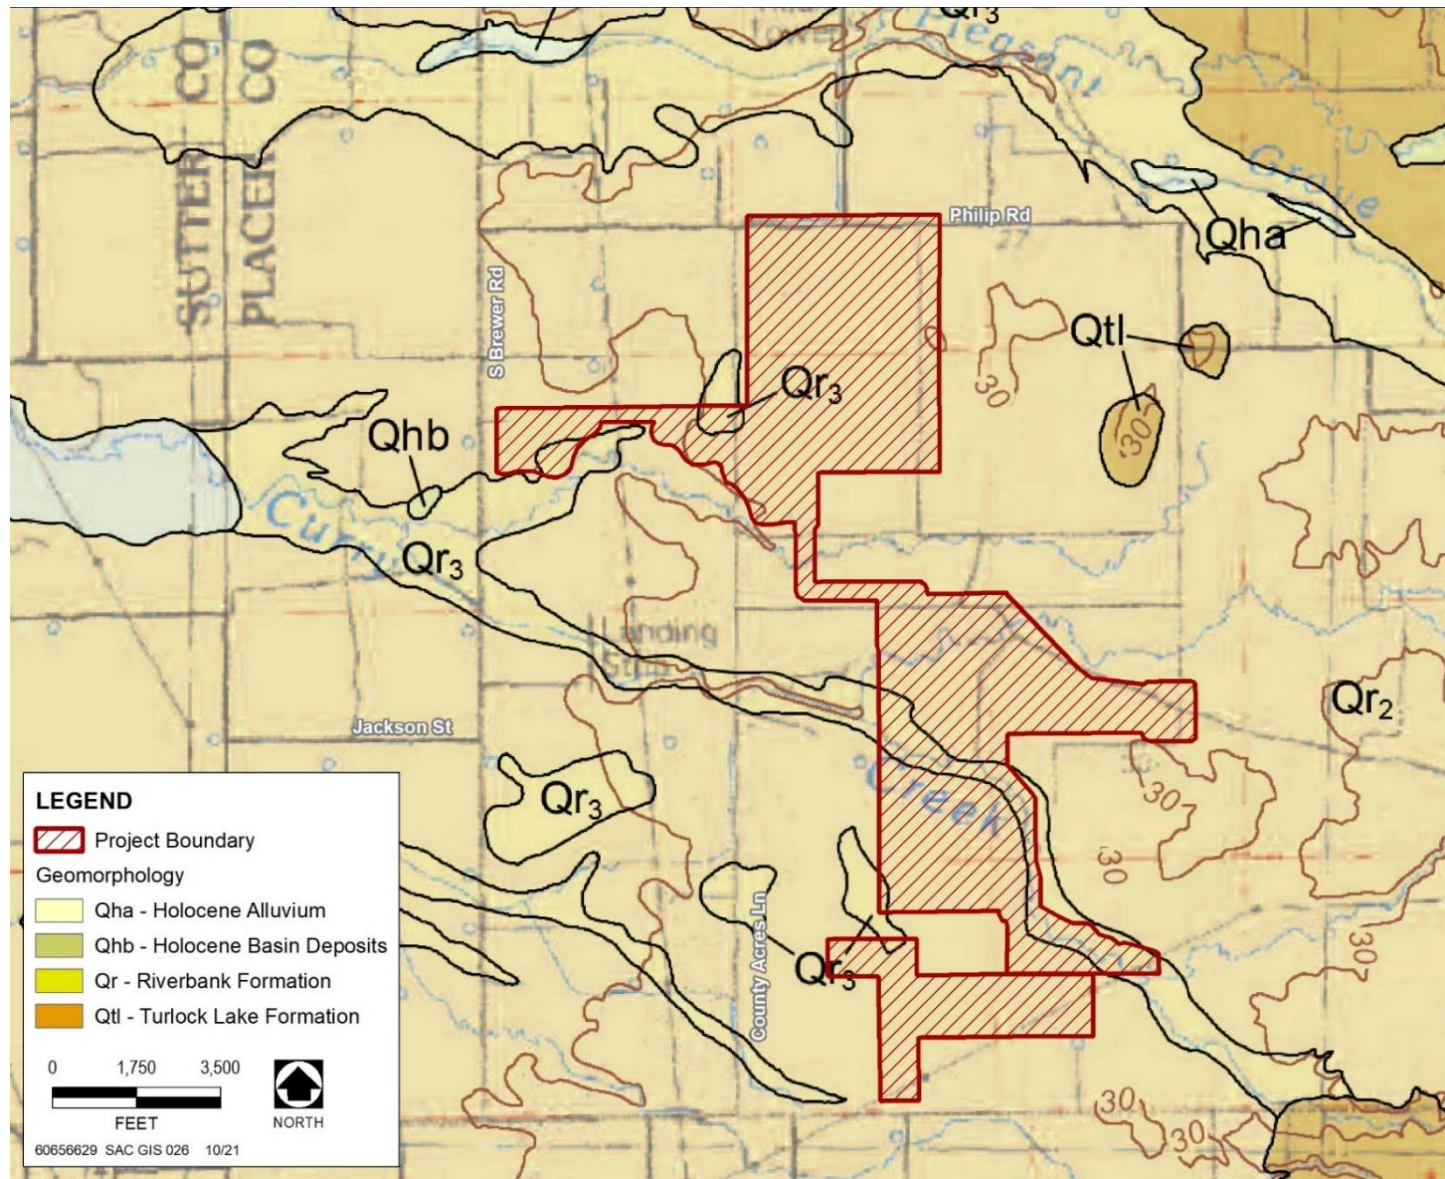 Qr3
Pleasant
Grove
SUTTER CO
PLACER CO
Philip Rd
27
Qha
S Brewer Rd
Qtl
30
30
Qr3
Qhb
Curry
Qr3
Landing
Strip
Qr2
Jackson St
Creek
30
30
Qr3
County Acres Ln
Qr3
30
30
30
LEGEND
Project Boundary
Geomorphology
Qha - Holocene Alluvium
Qhb - Holocene Basin Deposits
Qr - Riverbank Formation
Qtl - Turlock Lake Formation
0 1,750 3,500
FEET
NORTH
60656629 SAC GIS 026 10/21